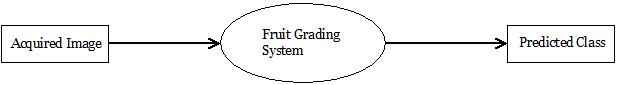 Acquired Image
Fruit Grading
System
Predicted Class